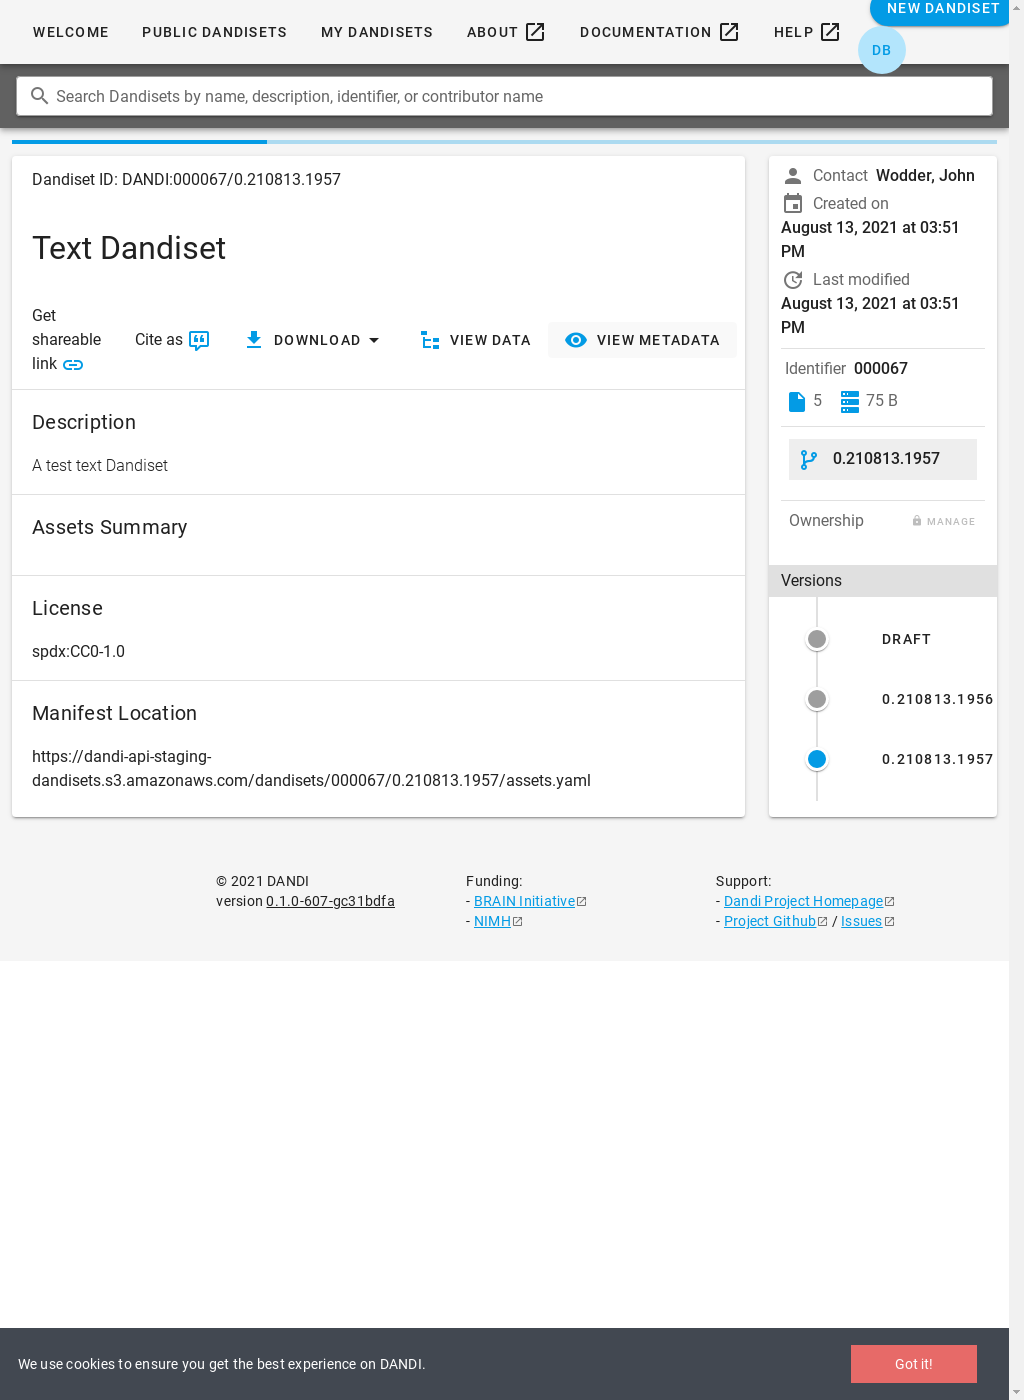 WELCOME
PUBLIC DANDISETS
MY DANDISETS
ABOUT
DOCUMENTATION
HELP
NEW DANDISET
DB
Search Dandisets by name, description, identifier, or contributor name
Dandiset ID: DANDI:000067/0.210813.1957
Text Dandiset
Get
shareable
link
Cite as
DOWNLOAD
VIEW DATA
VIEW METADATA
Description
A test text Dandiset
Assets Summary
License
spdx:CC0-1.0
Manifest Location
https://dandi-api-staging-
dandisets.s3.amazonaws.com/dandisets/000067/0.210813.1957/assets.yaml
Contact Wodder, John
Created on
August 13, 2021 at 03:51
PM
Last modified
August 13, 2021 at 03:51
PM
Identifier 000067
5 75 B
0.210813.1957
Ownership MANAGE
Versions
DRAFT
0.210813.1956
0.210813.1957
© 2021 DANDI
version 0.1.0-607-gc31bdfa
Funding:
- BRAIN Initiative
- NIMH
Support:
- Dandi Project Homepage
- Project Github / Issues
We use cookies to ensure you get the best experience on DANDI.
Got it!